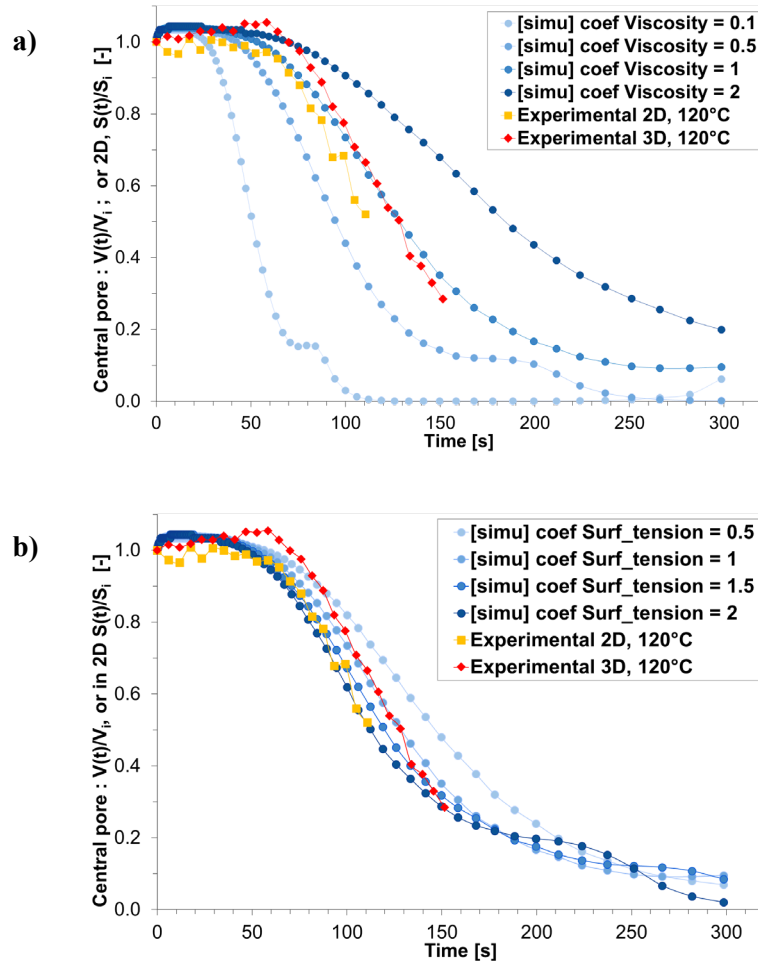 a)
Central pore : V(t)/Vi ; or 2D, S(t)/Si [-]
1.0
0.8
0.6
0.4
0.2
0.0
[simu] coef Viscosity = 0.1
[simu] coef Viscosity = 0.5
[simu] coef Viscosity = 1
[simu] coef Viscosity = 2
Experimental 2D, 120°C
Experimental 3D, 120°C
0 50 100 150 200 250 300
Time [s]
b)
Central pore : V(t)/Vi, or in 2D S(t)/Si [-]
1.0
0.8
0.6
0.4
0.2
0.0
[simu] coef Surf_tension = 0.5
[simu] coef Surf_tension = 1
[simu] coef Surf_tension = 1.5
[simu] coef Surf_tension = 2
Experimental 2D, 120°C
Experimental 3D, 120°C
0 50 100 150 200 250 300
Time [s]